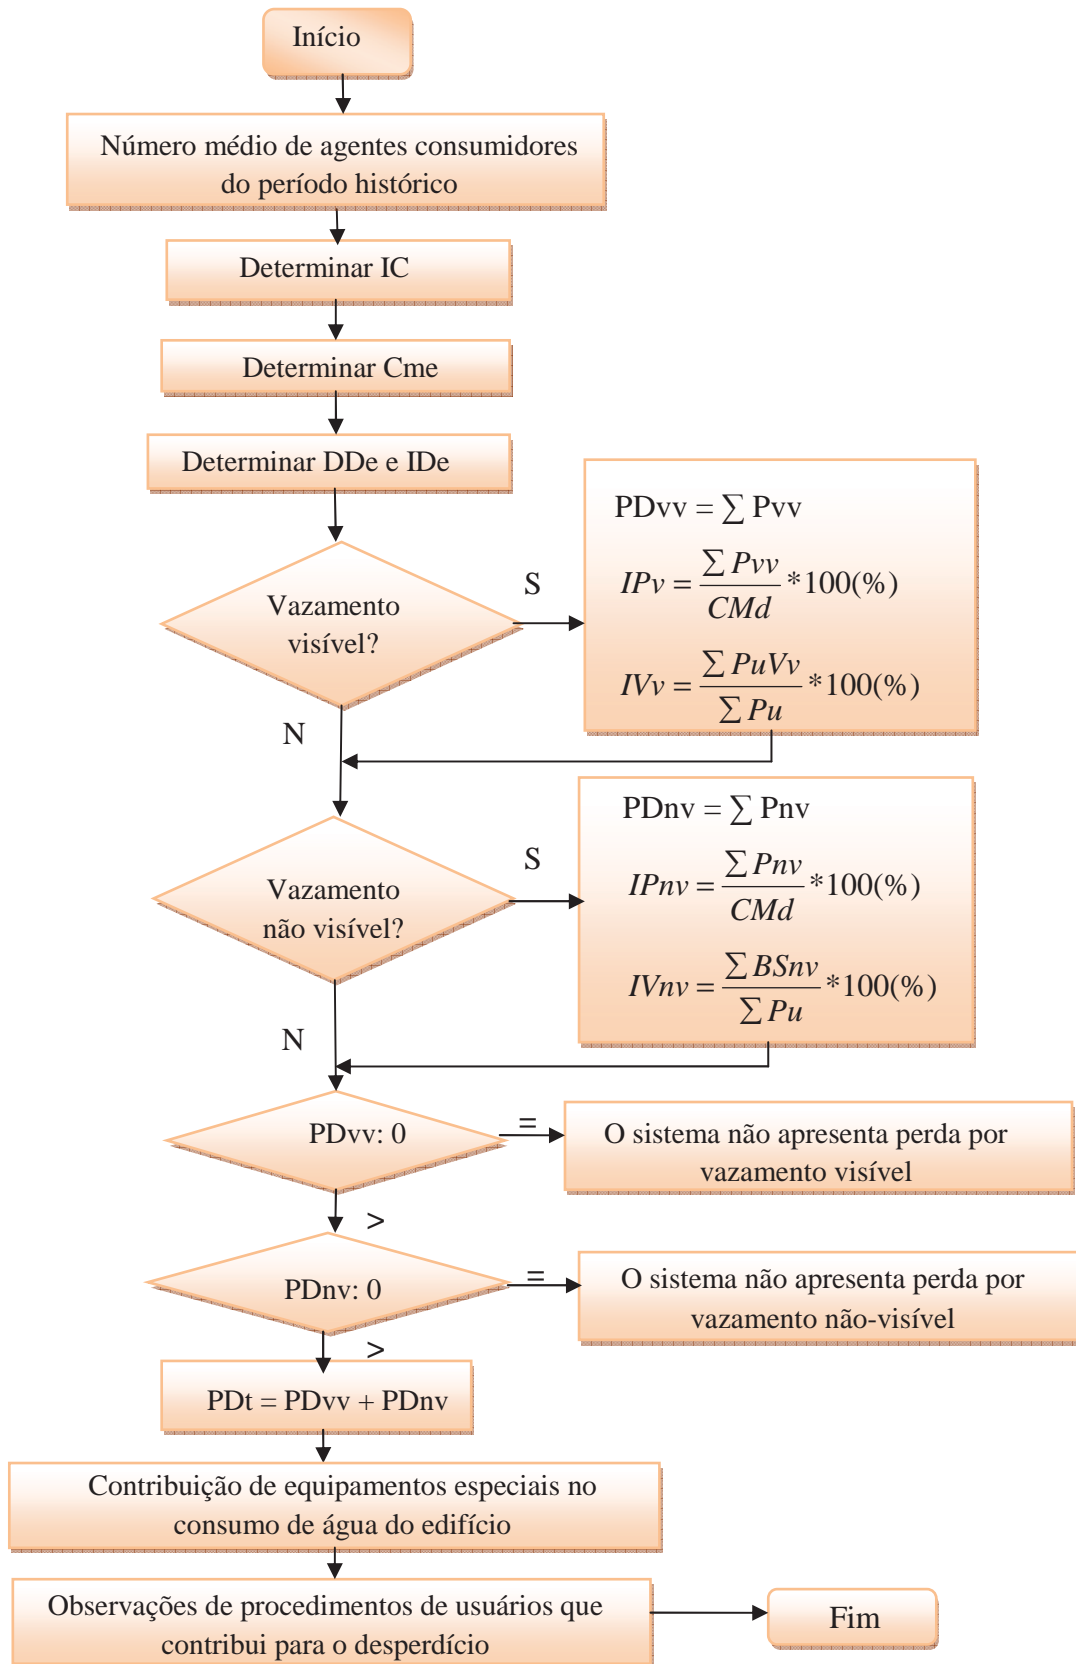 Início
Número médio de agentes consumidores
do período histórico
Determinar IC
Determinar Cme
Determinar DDe e IDe
Vazamento
visível?
S
PDvv = ∑ Pvv
IPv = ∑ Pvv / CMd *100(%)
IVv = ∑ PuVv / ∑ Pu *100(%)
N
Vazamento
não visível?
S
PDnv = ∑ Pnv
IPnv = ∑ Pnv / CMd *100(%)
IVnv = ∑ BSnv / ∑ Pu *100(%)
N
PDvv: 0
=
O sistema não apresenta perda por
vazamento visível
>
PDnv: 0
=
O sistema não apresenta perda por
vazamento não-visível
>
PDt = PDvv + PDnv
Contribuição de equipamentos especiais no
consumo de água do edifício
Observações de procedimentos de usuários que
contribui para o desperdício
Fim